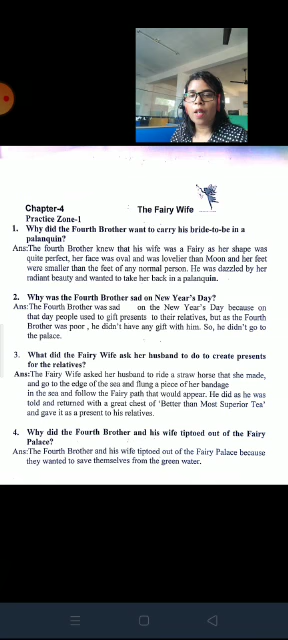 Chapter-4 The Fairy Wife
Practice Zone-1
1. Why did the Fourth Brother want to carry his bride-to-be in a
palanquin?
Ans:The fourth Brother knew that his wife was a Fairy as her shape was
quite perfect, her face was oval and was lovelier than Moon and her feet
were smaller than the feet of any normal person. He was dazzled by her
radiant beauty and wanted to take her back in a palanquin.
2. Why was the Fourth Brother sad on New Year's Day?
Ans:The Fourth Brother was sad on the New Year's Day because on
that day people used to gift presents to their relatives, but as the Fourth
Brother was poor , he didn't have any gift with him. So, he didn't go to
the palace.
3. What did the Fairy Wife ask her husband to do to create presents
for the relatives?
Ans:The Fairy Wife asked her husband to ride a straw horse that she made,
and go to the edge of the sea and flung a piece of her bandage
in the sea and follow the Fairy path that would appear. He did as he was
told and returned with a great chest of 'Better than Most Superior Tea'
and gave it as a present to his relatives.
4. Why did the Fourth Brother and his wife tiptoed out of the Fairy
Palace?
Ans:The Fourth Brother and his wife tiptoed out of the Fairy Palace because
they wanted to save themselves from the green water.